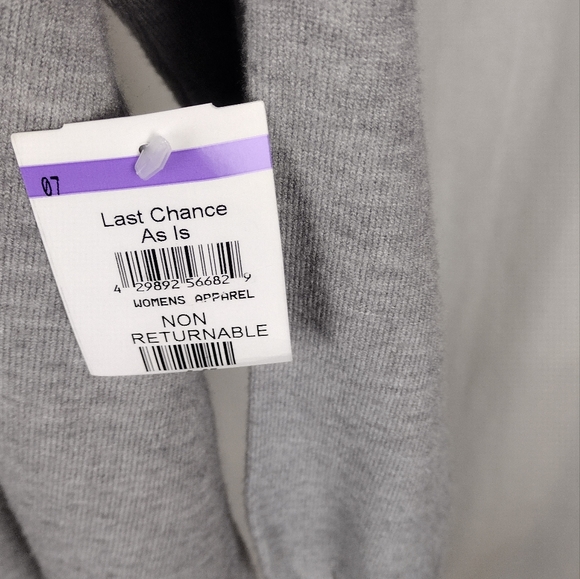 07
Last Chance
As Is
4 29892 56682 9
WOMENS APPAREL
NON
RETURNABLE